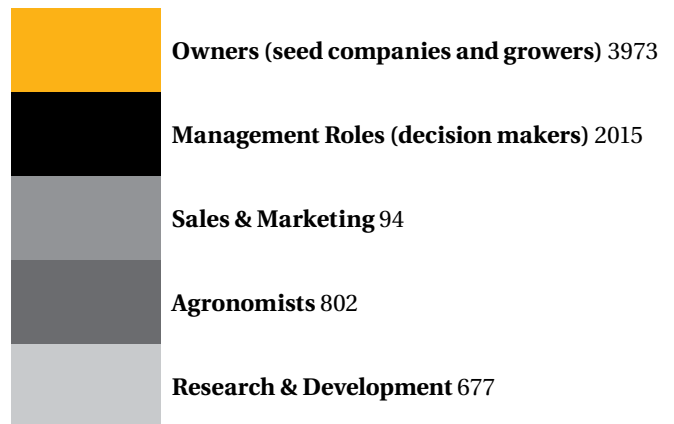 Owners (seed companies and growers) 3973
Management Roles (decision makers) 2015
Sales & Marketing 94
Agronomists 802
Research & Development 677